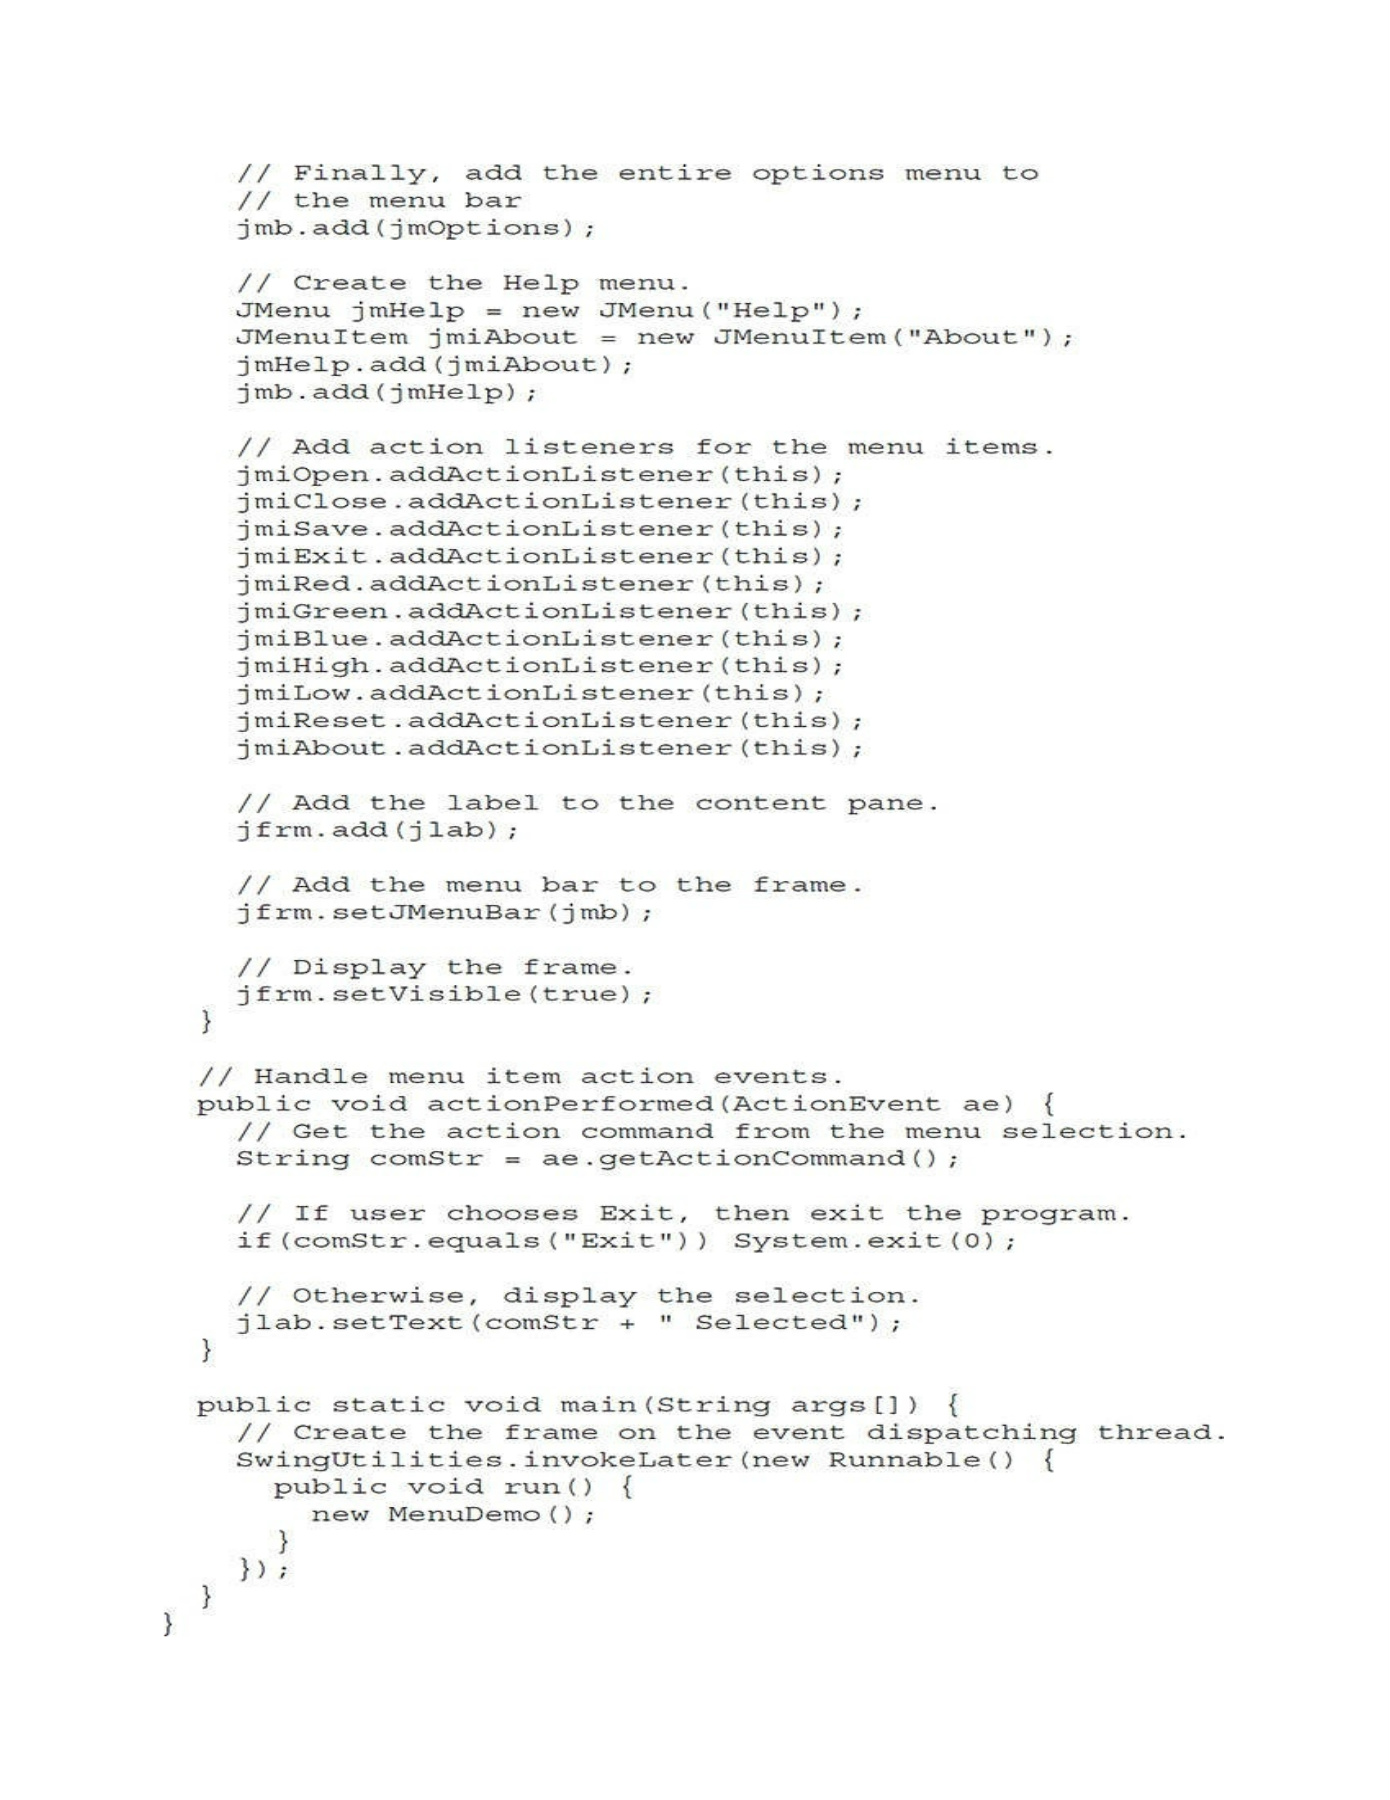 // Finally, add the entire options menu to
// the menu bar
jmb.add(jmOptions);
// Create the Help menu.
JMenu jmHelp = new JMenu("Help");
JMenuItem jmiAbout = new JMenuItem("About");
jmHelp.add(jmiAbout);
jmb.add(jmHelp);
// Add action listeners for the menu items.
jmiOpen.addActionListener(this);
jmiClose.addActionListener(this);
jmiSave.addActionListener(this);
jmiExit.addActionListener(this);
jmiRed.addActionListener(this);
jmiGreen.addActionListener(this);
jmiBlue.addActionListener(this);
jmiHigh.addActionListener(this);
jmiLow.addActionListener(this);
jmiReset.addActionListener(this);
jmiAbout.addActionListener(this);
// Add the label to the content pane.
jfrm.add(jlab);
// Add the menu bar to the frame.
jfrm.setJMenuBar(jmb);
// Display the frame.
jfrm.setVisible(true);
}
// Handle menu item action events.
public void actionPerformed(ActionEvent ae) {
// Get the action command from the menu selection.
String comStr = ae.getActionCommand();
// If user chooses Exit, then exit the program.
if(comStr.equals("Exit")) System.exit(0);
// Otherwise, display the selection.
jlab.setText(comStr + " Selected");
}
public static void main(String args[]) {
// Create the frame on the event dispatching thread.
SwingUtilities.invokeLater(new Runnable() {
public void run() {
new MenuDemo();
}
});
}
}